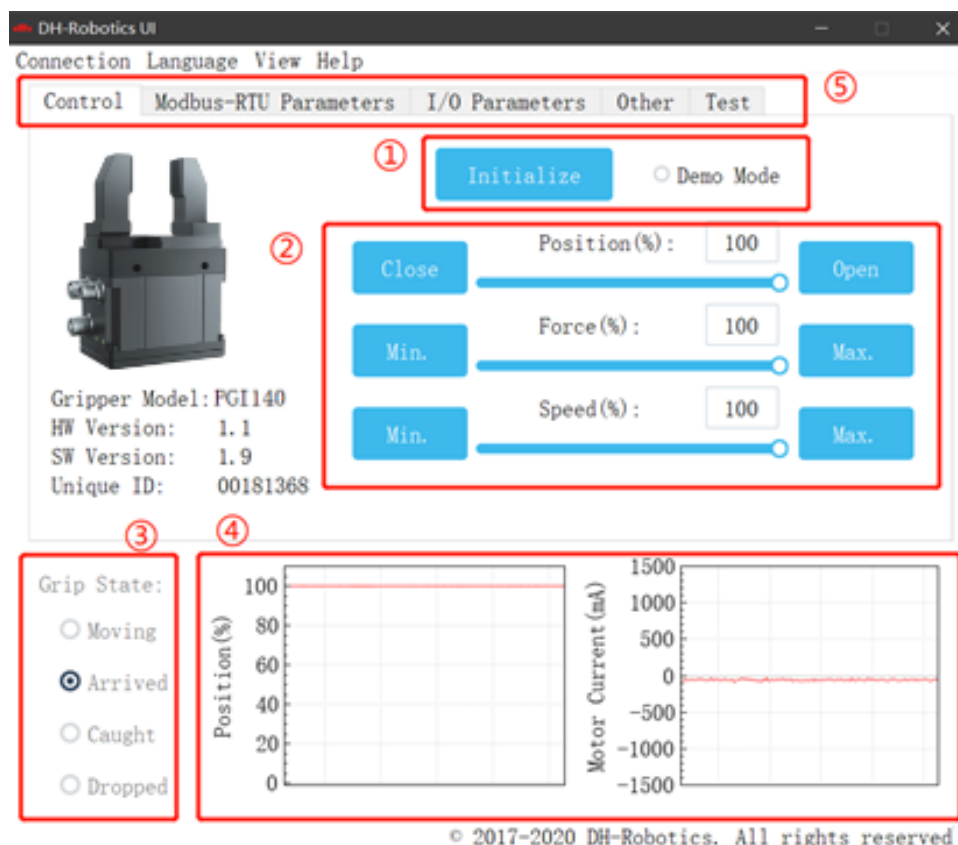 DH-Robotics UI
Connection Language View Help
Control Modbus-RTU Parameters I/O Parameters Other Test
⑤
①
Initialize Demo Mode
②
Position(%): 100
Close Open
Force(%): 100
Min. Max.
Speed(%): 100
Min. Max.
Gripper Model:PGI140
HW Version: 1.1
SW Version: 1.9
Unique ID: 00181368
③
Grip State:
Moving
Arrived
Caught
Dropped
④
Position(%)
100
80
60
40
20
0
Motor Current(mA)
1500
1000
500
0
-500
-1000
-1500
© 2017-2020 DH-Robotics. All rights reserved